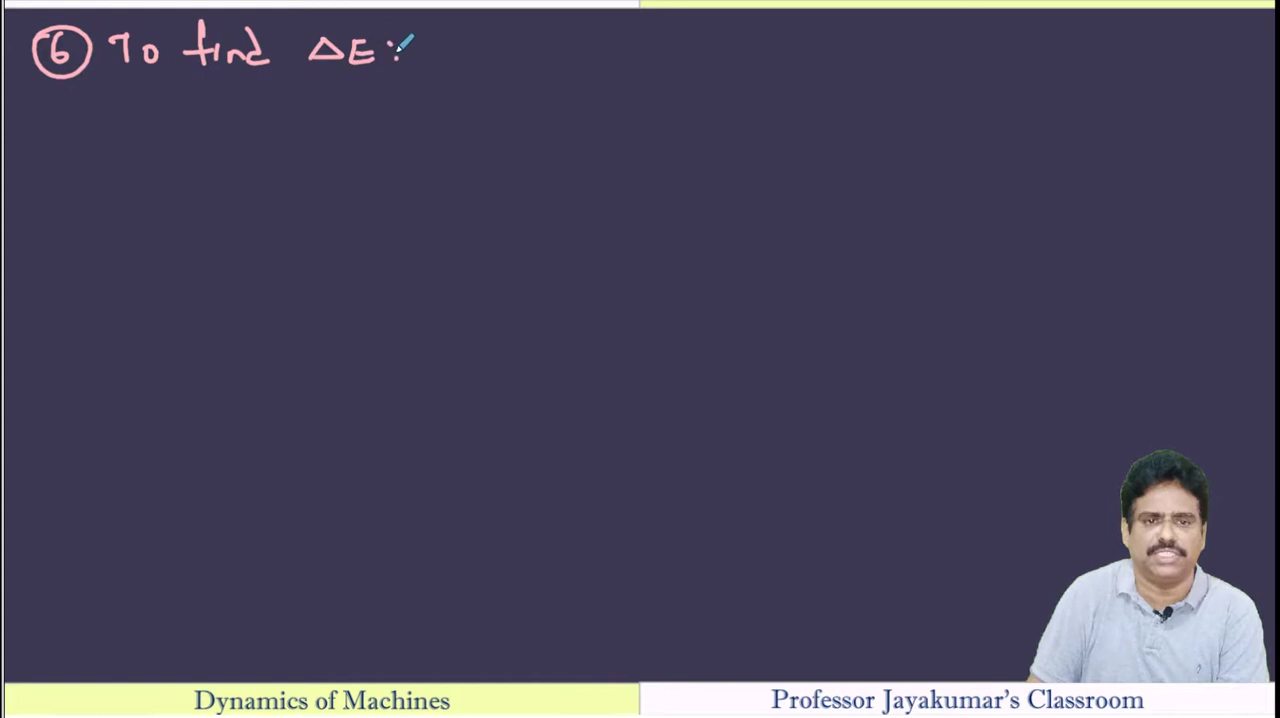 6 To find ΔE:
Dynamics of Machines
Professor Jayakumar's Classroom